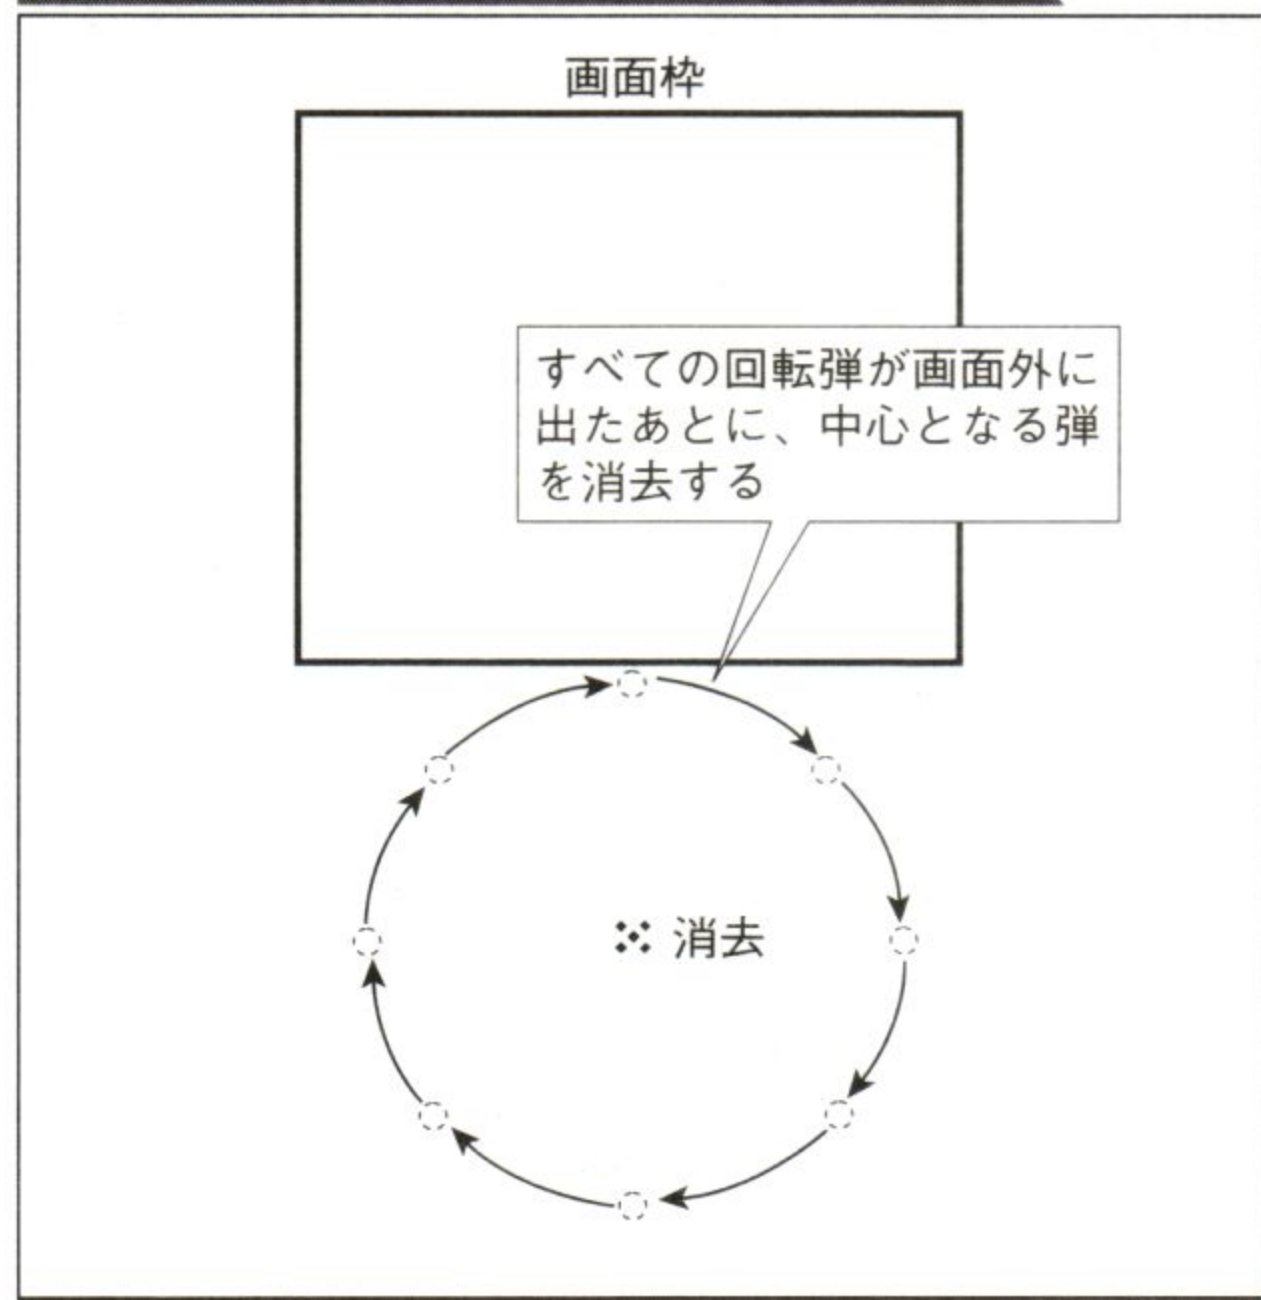 画面枠
すべての回転弾が画面外に
出たあとに、中心となる弾
を消去する
消去